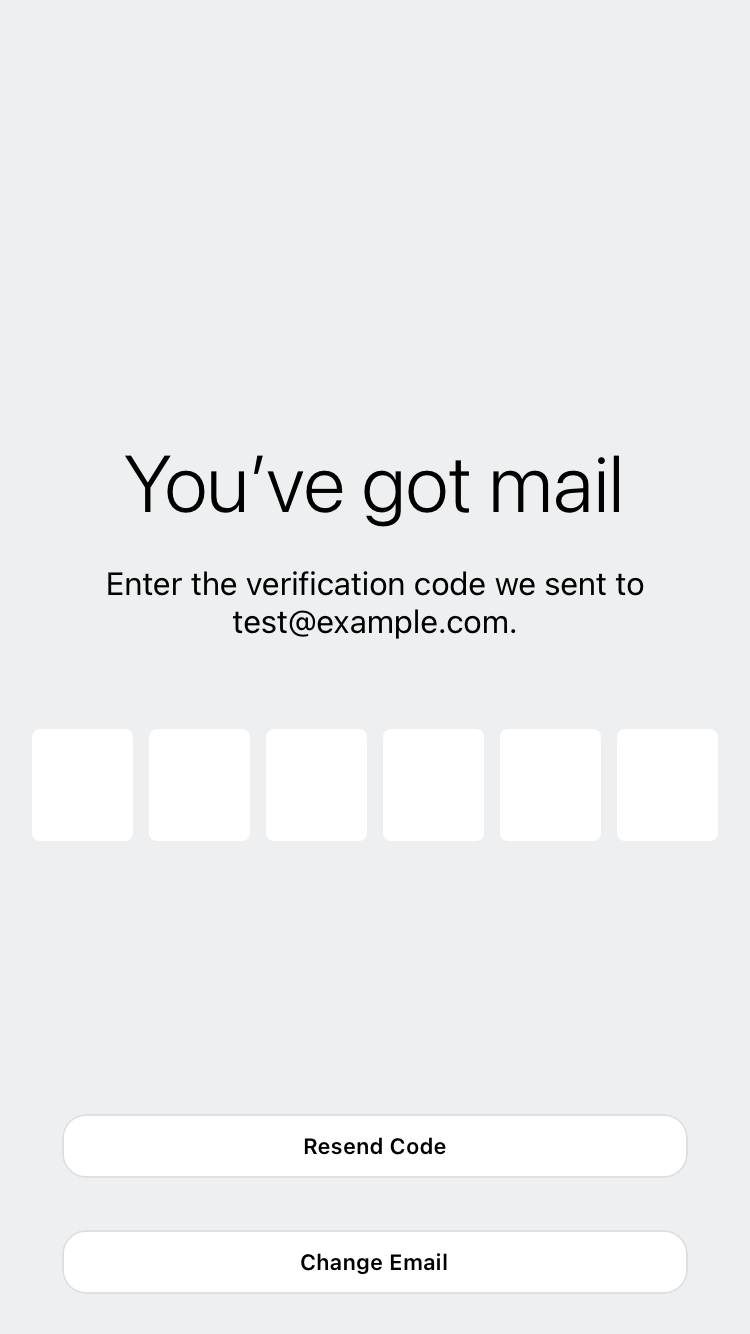 You’ve got mail
Enter the verification code we sent to
test@example.com.
Resend Code
Change Email